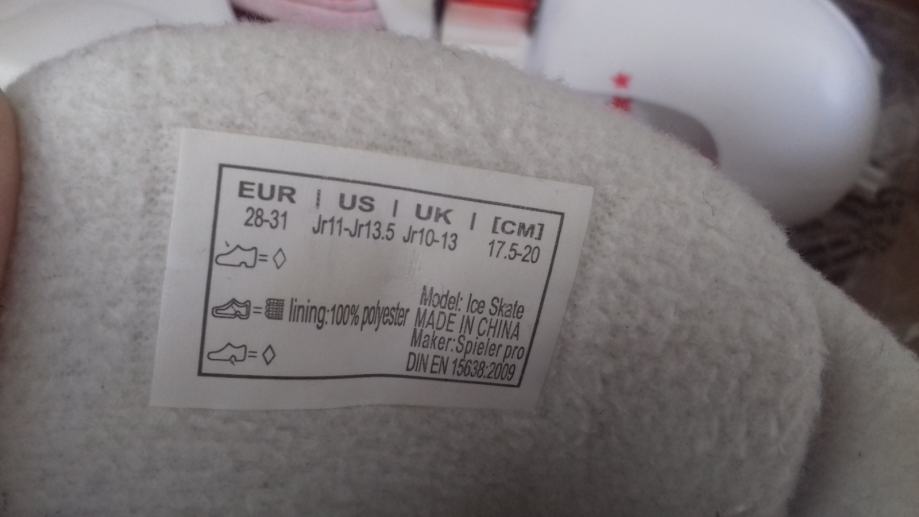 EUR | US | UK | [CM]
28-31 Jr11-Jr13.5 Jr10-13 17.5-20
lining:100% polyester
Model: Ice Skate
MADE IN CHINA
Maker:Spieler pro
DIN EN 15638:2009